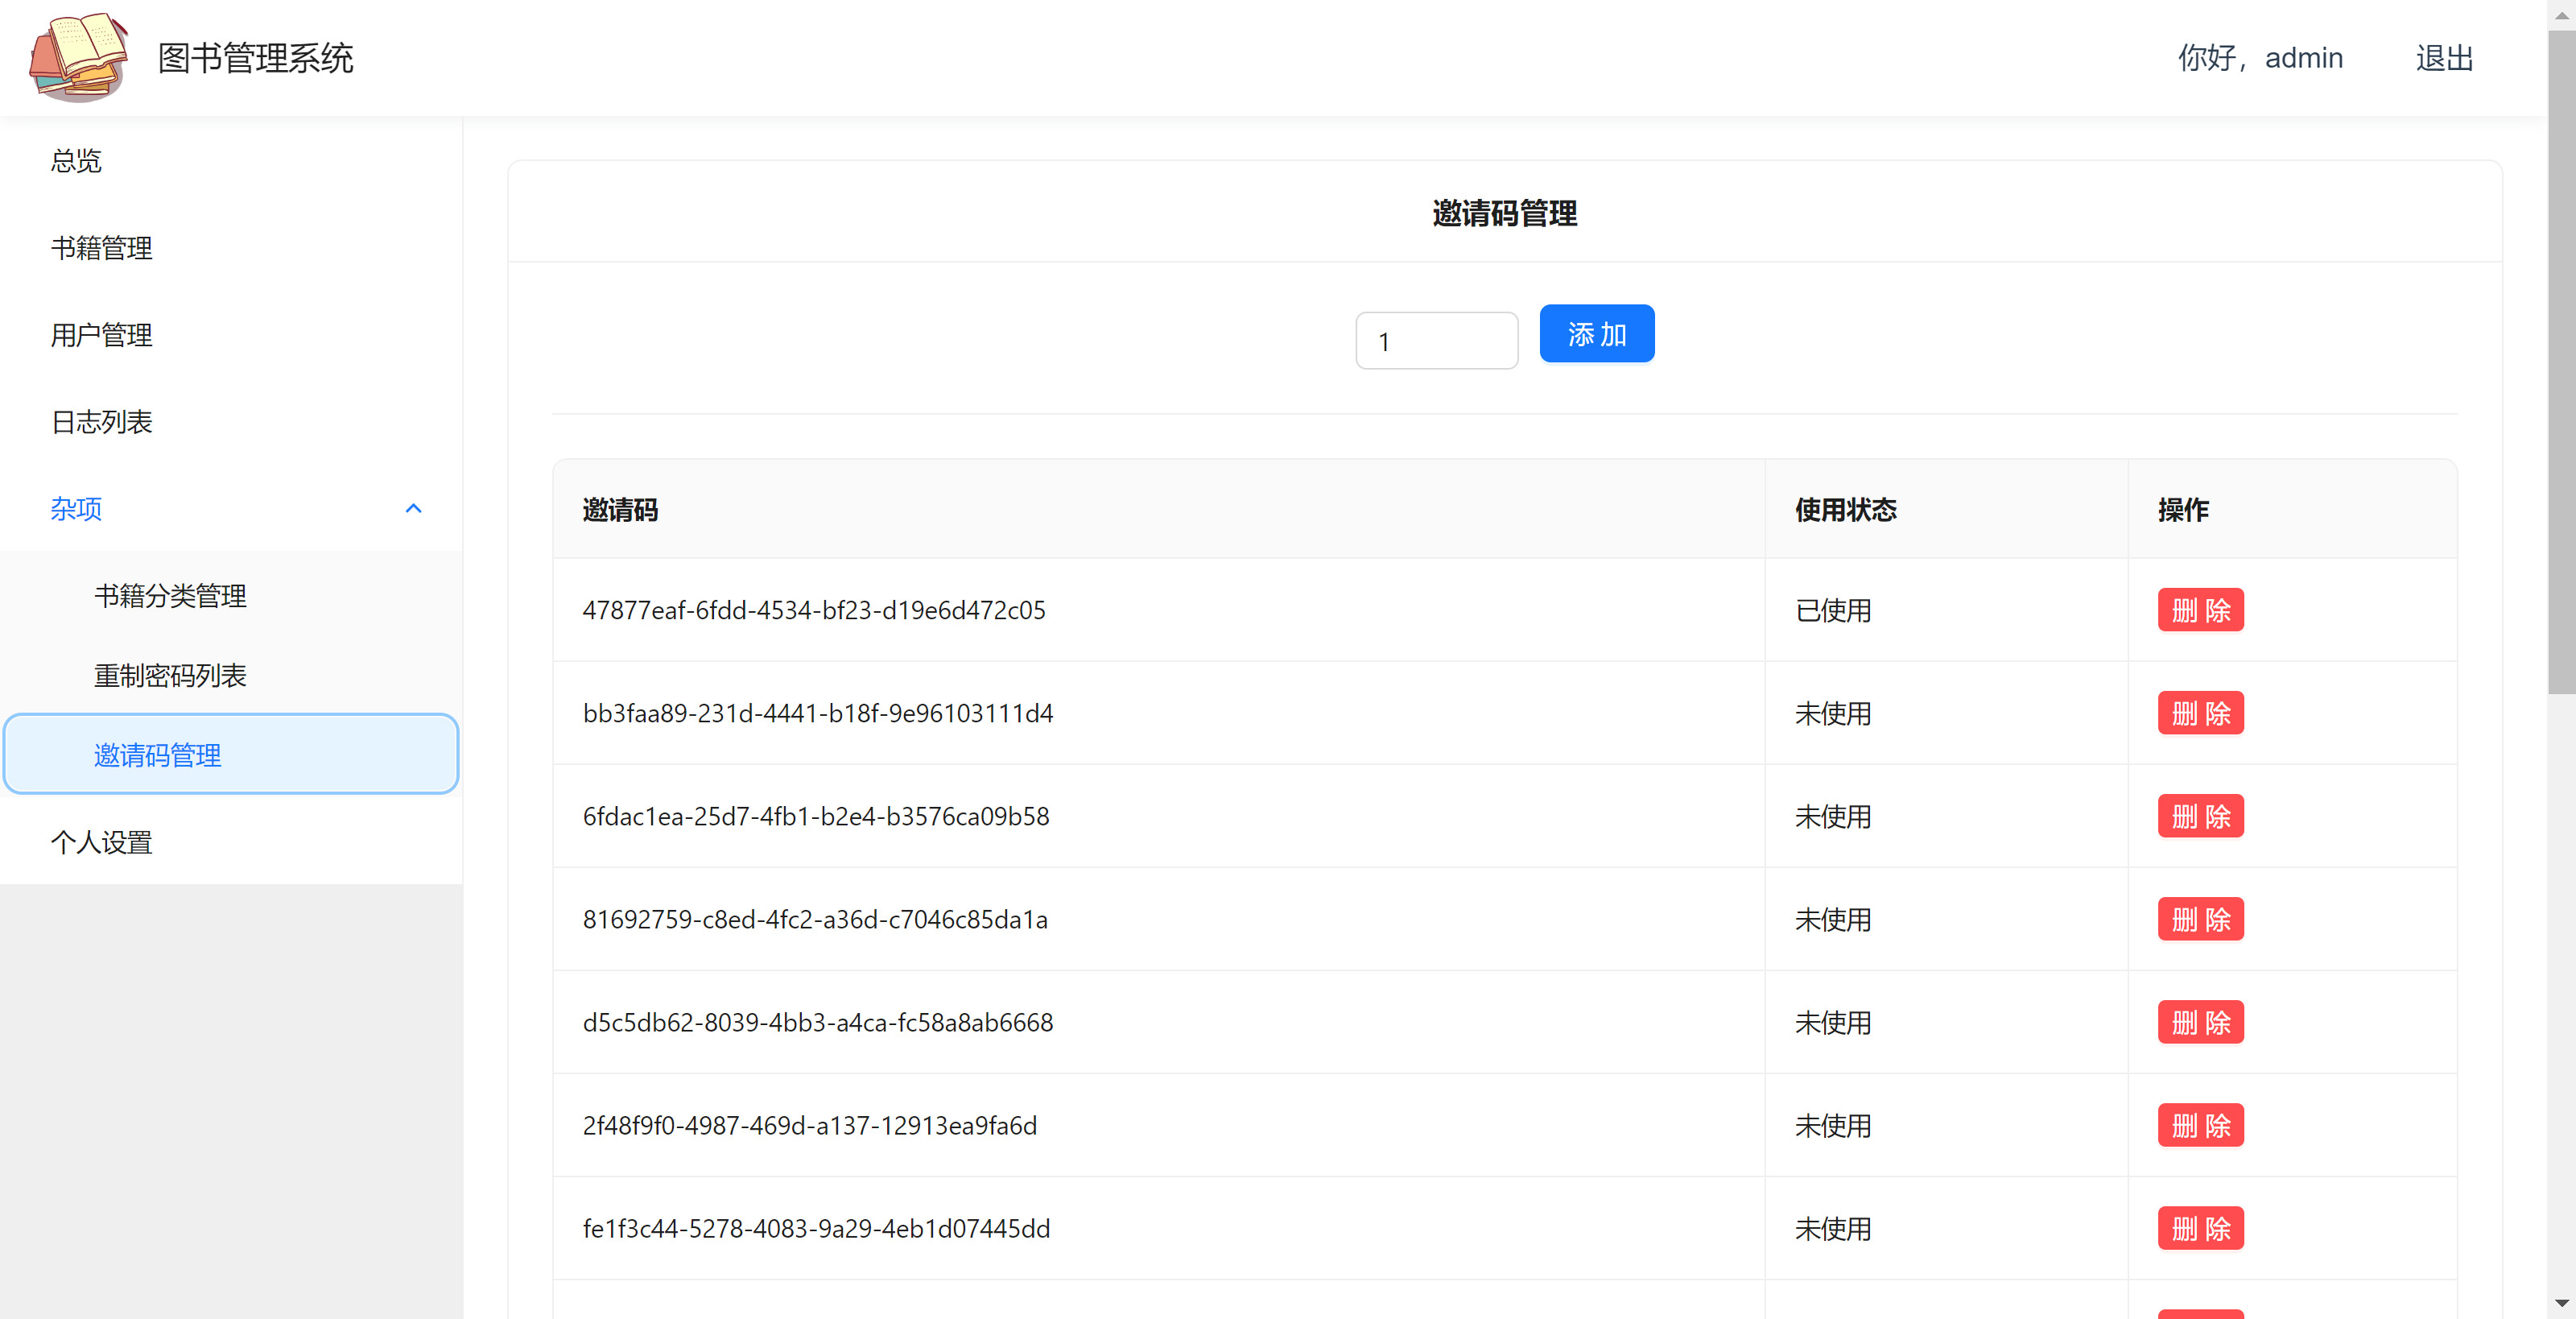 图书管理系统
你好，admin
退出
总览
书籍管理
用户管理
日志列表
杂项
书籍分类管理
重制密码列表
邀请码管理
个人设置
邀请码管理
1
添 加
邀请码 使用状态 操作
47877eaf-6fdd-4534-bf23-d19e6d472c05 已使用 删 除
bb3faa89-231d-4441-b18f-9e96103111d4 未使用 删 除
6fdac1ea-25d7-4fb1-b2e4-b3576ca09b58 未使用 删 除
81692759-c8ed-4fc2-a36d-c7046c85da1a 未使用 删 除
d5c5db62-8039-4bb3-a4ca-fc58a8ab6668 未使用 删 除
2f48f9f0-4987-469d-a137-12913ea9fa6d 未使用 删 除
fe1f3c44-5278-4083-9a29-4eb1d07445dd 未使用 删 除